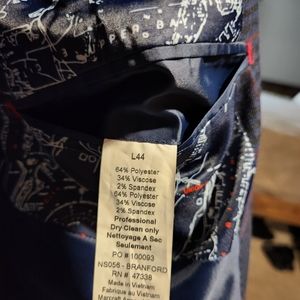 L44
64% Polyester
34% Viscose
2% Spandex
64% Polyester
34% Viscose
2% Spandex
Professional
Dry Clean only
Nettoyage A Sec
Seulement
PO # 100093
NS056 - BRANFORD
RN # 47338
Made in Vietnam
Fabrique au Vietnam